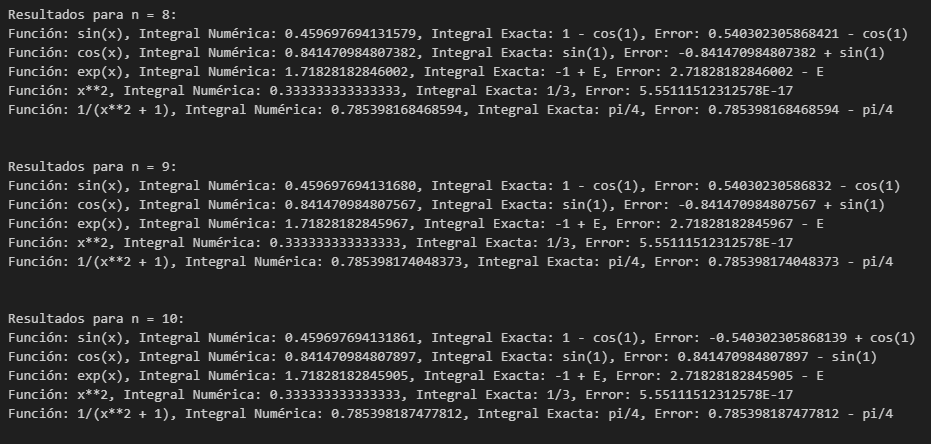 Resultados para n = 8:
Función: sin(x), Integral Numérica: 0.459697694131579, Integral Exacta: 1 - cos(1), Error: 0.540302305868421 - cos(1)
Función: cos(x), Integral Numérica: 0.841470984807382, Integral Exacta: sin(1), Error: -0.841470984807382 + sin(1)
Función: exp(x), Integral Numérica: 1.71828182846002, Integral Exacta: -1 + E, Error: 2.71828182846002 - E
Función: x**2, Integral Numérica: 0.333333333333333, Integral Exacta: 1/3, Error: 5.55111512312578E-17
Función: 1/(x**2 + 1), Integral Numérica: 0.785398168468594, Integral Exacta: pi/4, Error: 0.785398168468594 - pi/4
Resultados para n = 9:
Función: sin(x), Integral Numérica: 0.459697694131680, Integral Exacta: 1 - cos(1), Error: 0.54030230586832 - cos(1)
Función: cos(x), Integral Numérica: 0.841470984807567, Integral Exacta: sin(1), Error: -0.841470984807567 + sin(1)
Función: exp(x), Integral Numérica: 1.71828182845967, Integral Exacta: -1 + E, Error: 2.71828182845967 - E
Función: x**2, Integral Numérica: 0.333333333333333, Integral Exacta: 1/3, Error: 5.55111512312578E-17
Función: 1/(x**2 + 1), Integral Numérica: 0.785398174048373, Integral Exacta: pi/4, Error: 0.785398174048373 - pi/4
Resultados para n = 10:
Función: sin(x), Integral Numérica: 0.459697694131861, Integral Exacta: 1 - cos(1), Error: -0.540302305868139 + cos(1)
Función: cos(x), Integral Numérica: 0.841470984807897, Integral Exacta: sin(1), Error: 0.841470984807897 - sin(1)
Función: exp(x), Integral Numérica: 1.71828182845905, Integral Exacta: -1 + E, Error: 2.71828182845905 - E
Función: x**2, Integral Numérica: 0.333333333333333, Integral Exacta: 1/3, Error: 5.55111512312578E-17
Función: 1/(x**2 + 1), Integral Numérica: 0.785398187477812, Integral Exacta: pi/4, Error: 0.785398187477812 - pi/4